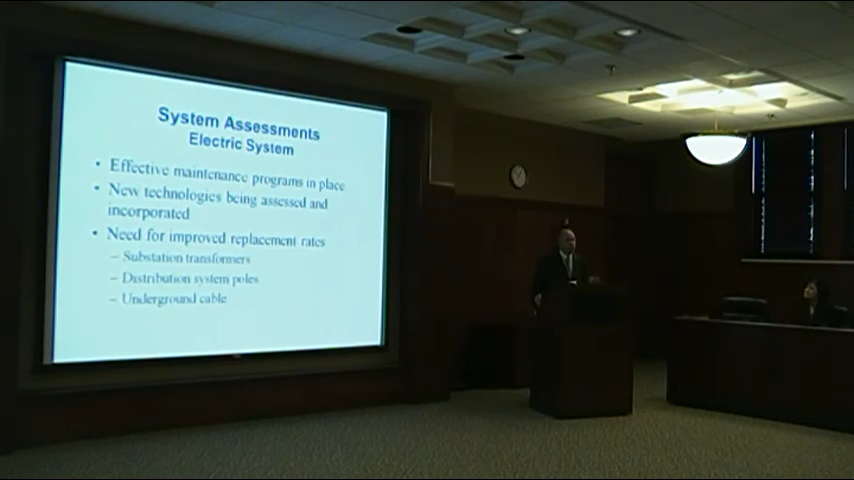 System Assessments
Electric System
• Effective maintenance programs in place
• New technologies being assessed and
incorporated
• Need for improved replacement rates
– Substation transformers
– Distribution system poles
– Underground cable